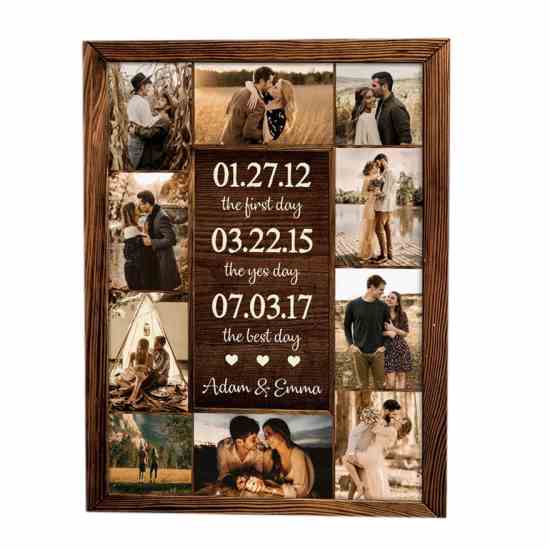 01.27.12
the first day
03.22.15
the yes day
07.03.17
the best day
Adam & Emma